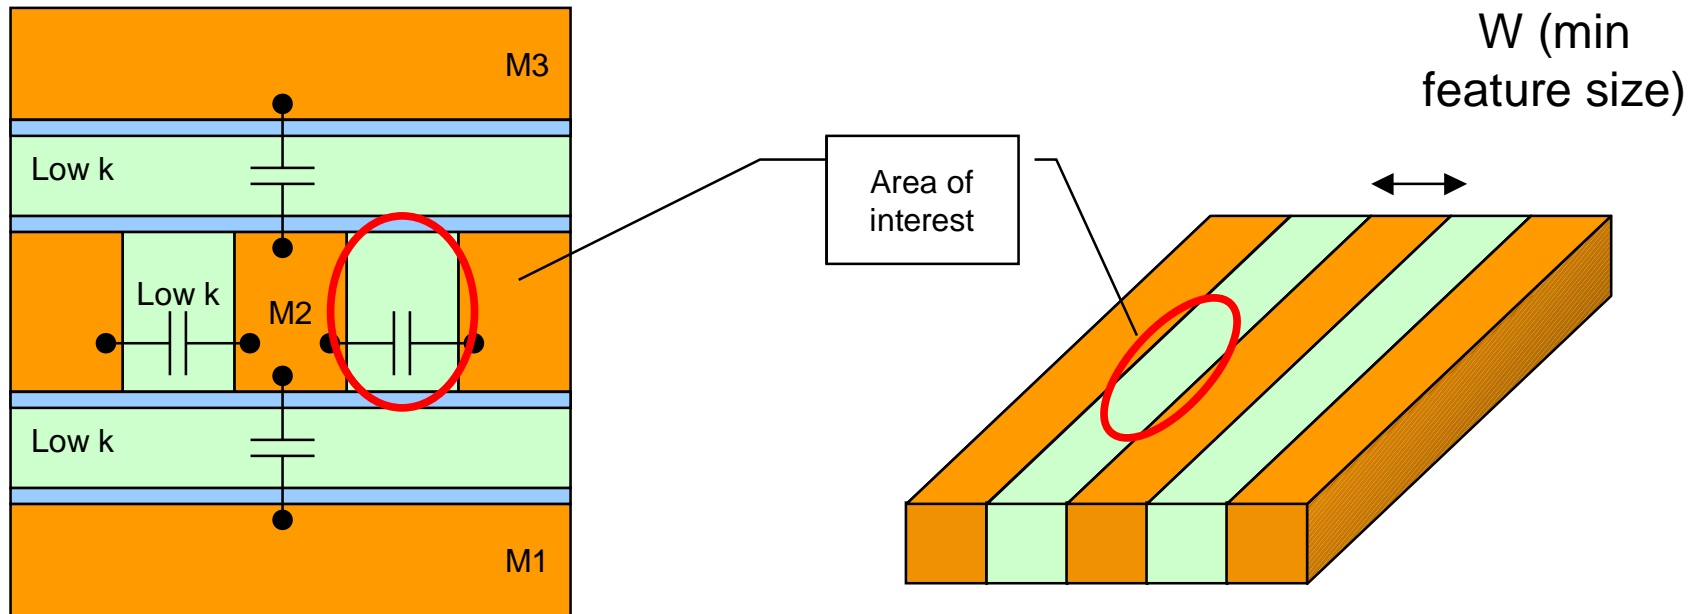 W (min
feature size)
M3
Low k
Area of
interest
Low k
M2
Low k
M1